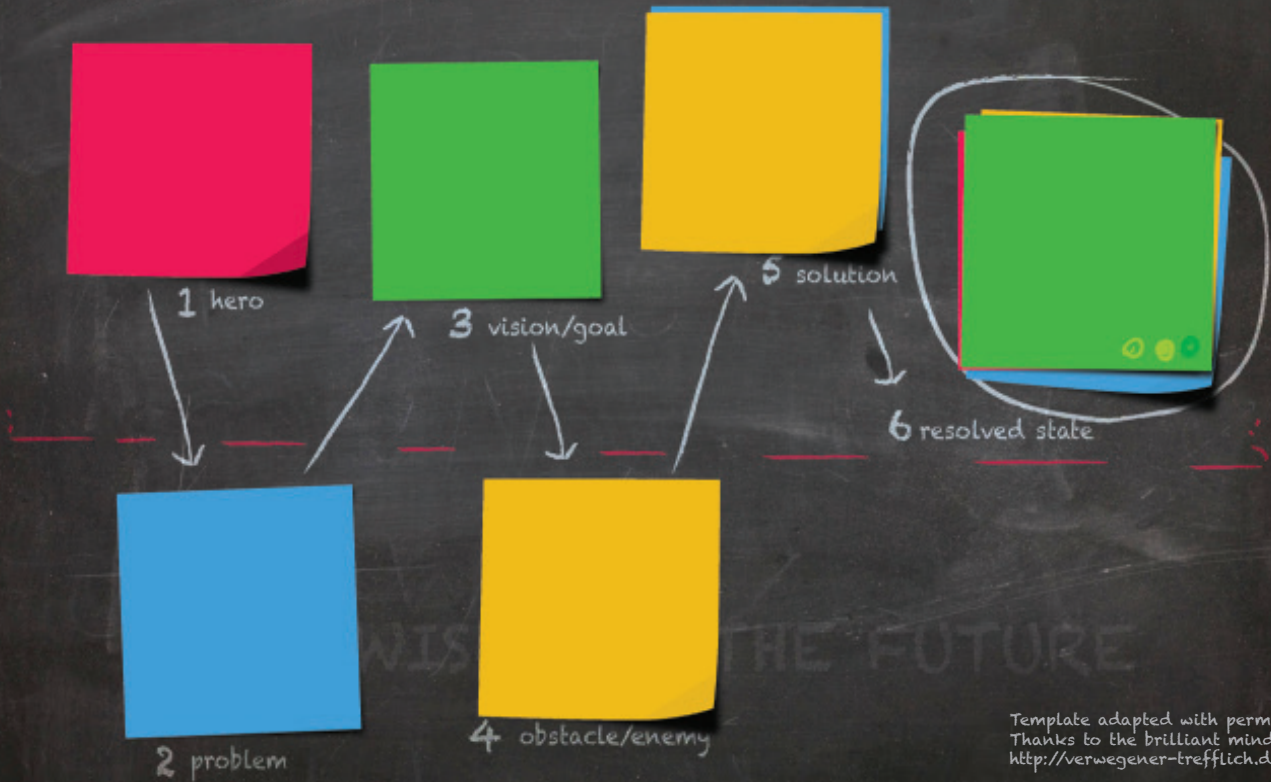 1 hero
2 problem
3 vision/goal
4 obstacle/enemy
5 solution
6 resolved state
THE FUTURE
Template adapted with perm
Thanks to the brilliant mind
http://verwegener-trefflich.d